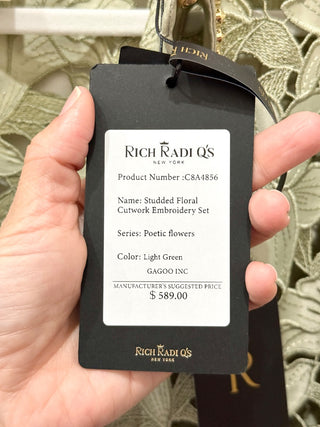 RICH
RICH RADI Q'S
NEW YORK
Product Number :C8A4856
Name: Studded Floral
Cutwork Embroidery Set
Series: Poetic flowers
Color: Light Green
GAGOO INC
MANUFACTURER'S SUGGESTED PRICE
$ 589.00
RICH RADI Q'S
NEW YORK
R